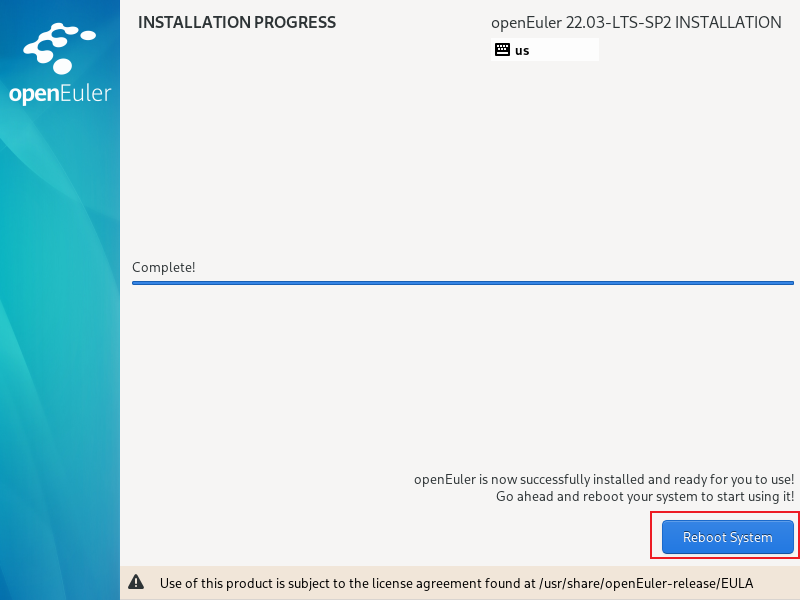 openEuler
INSTALLATION PROGRESS
openEuler 22.03-LTS-SP2 INSTALLATION
us
Complete!
openEuler is now successfully installed and ready for you to use!
Go ahead and reboot your system to start using it!
Reboot System
Use of this product is subject to the license agreement found at /usr/share/openEuler-release/EULA